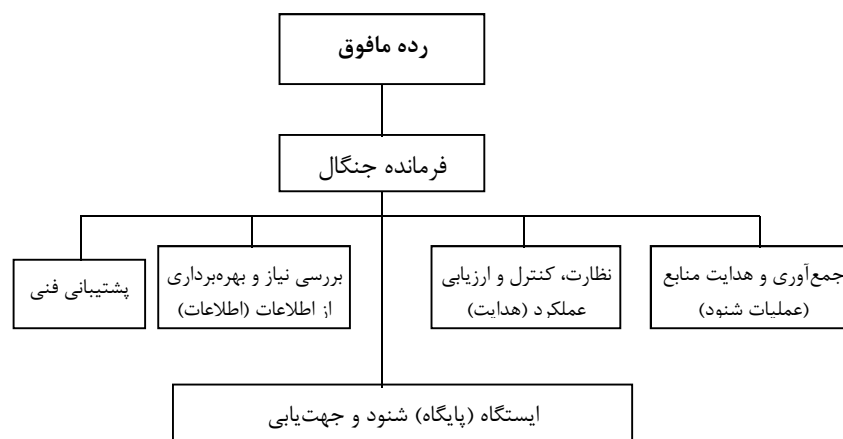 رده مافوق
فرمانده جنگال
جمع‌آوری و هدایت منابع
(عملیات شنود)
نظارت، کنترل و ارزیابی
عملکرد (هدایت)
بررسی نیاز و بهره‌برداری
از اطلاعات (اطلاعات)
پشتیبانی فنی
ایستگاه (پایگاه) شنود و جهت‌یابی